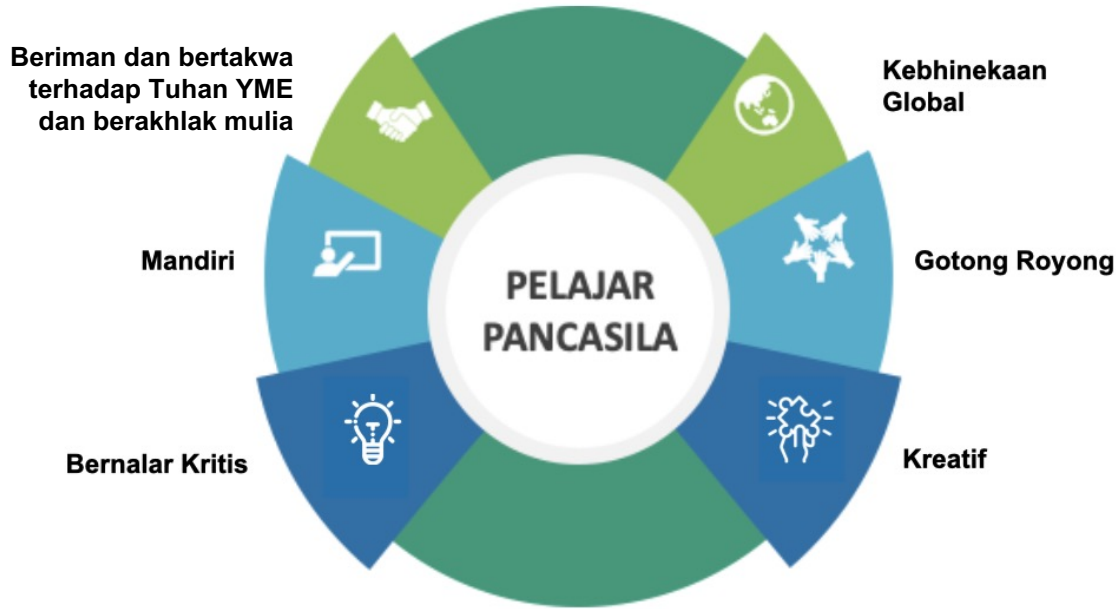 Beriman dan bertakwa
terhadap Tuhan YME
dan berakhlak mulia
Kebhinekaan
Global
Mandiri
Gotong Royong
PELAJAR
PANCASILA
Bernalar Kritis
Kreatif